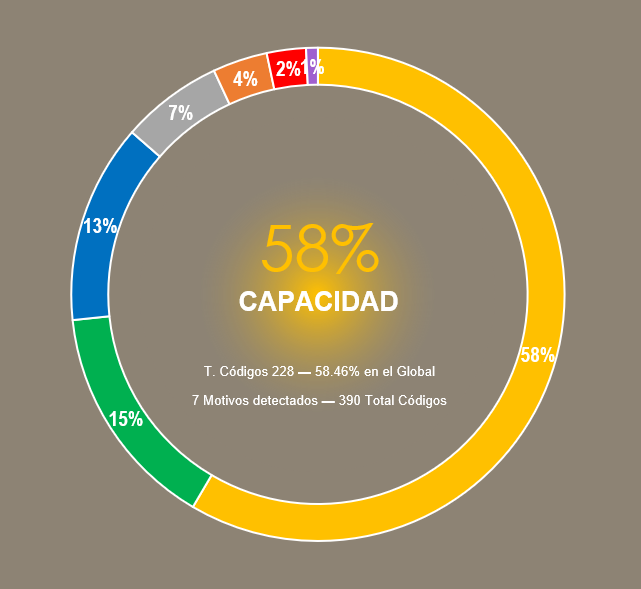 2%
1%
4%
7%
13%
58%
CAPACIDAD
58%
T. Códigos 228 — 58.46% en el Global
7 Motivos detectados — 390 Total Códigos
15%